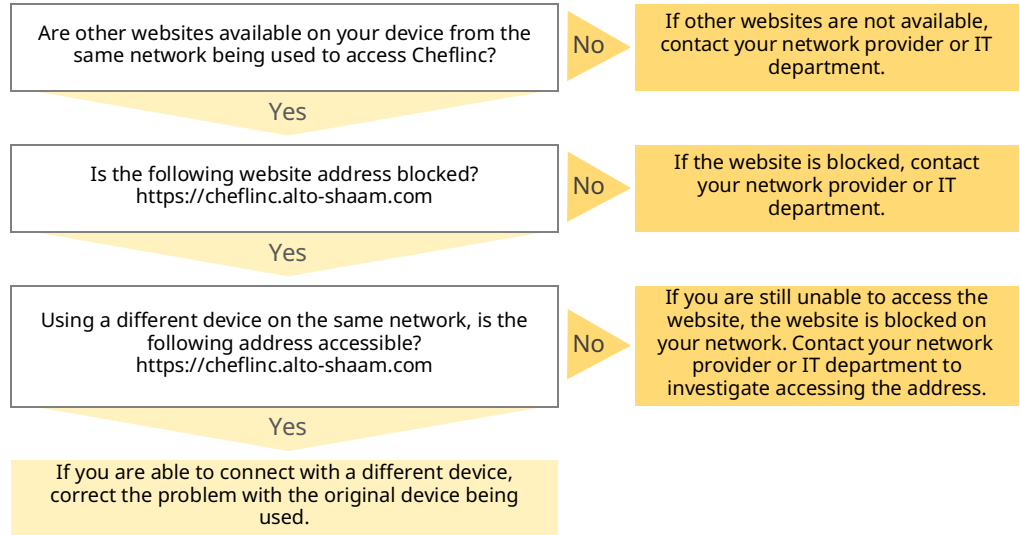 Are other websites available on your device from the
same network being used to access Cheflinc?
No
If other websites are not available,
contact your network provider or IT
department.
Yes
Is the following website address blocked?
https://cheflinc.alto-shaam.com
No
If the website is blocked, contact
your network provider or IT
department.
Yes
Using a different device on the same network, is the
following address accessible?
https://cheflinc.alto-shaam.com
No
If you are still unable to access the
website, the website is blocked on
your network. Contact your network
provider or IT department to
investigate accessing the address.
Yes
If you are able to connect with a different device,
correct the problem with the original device being
used.